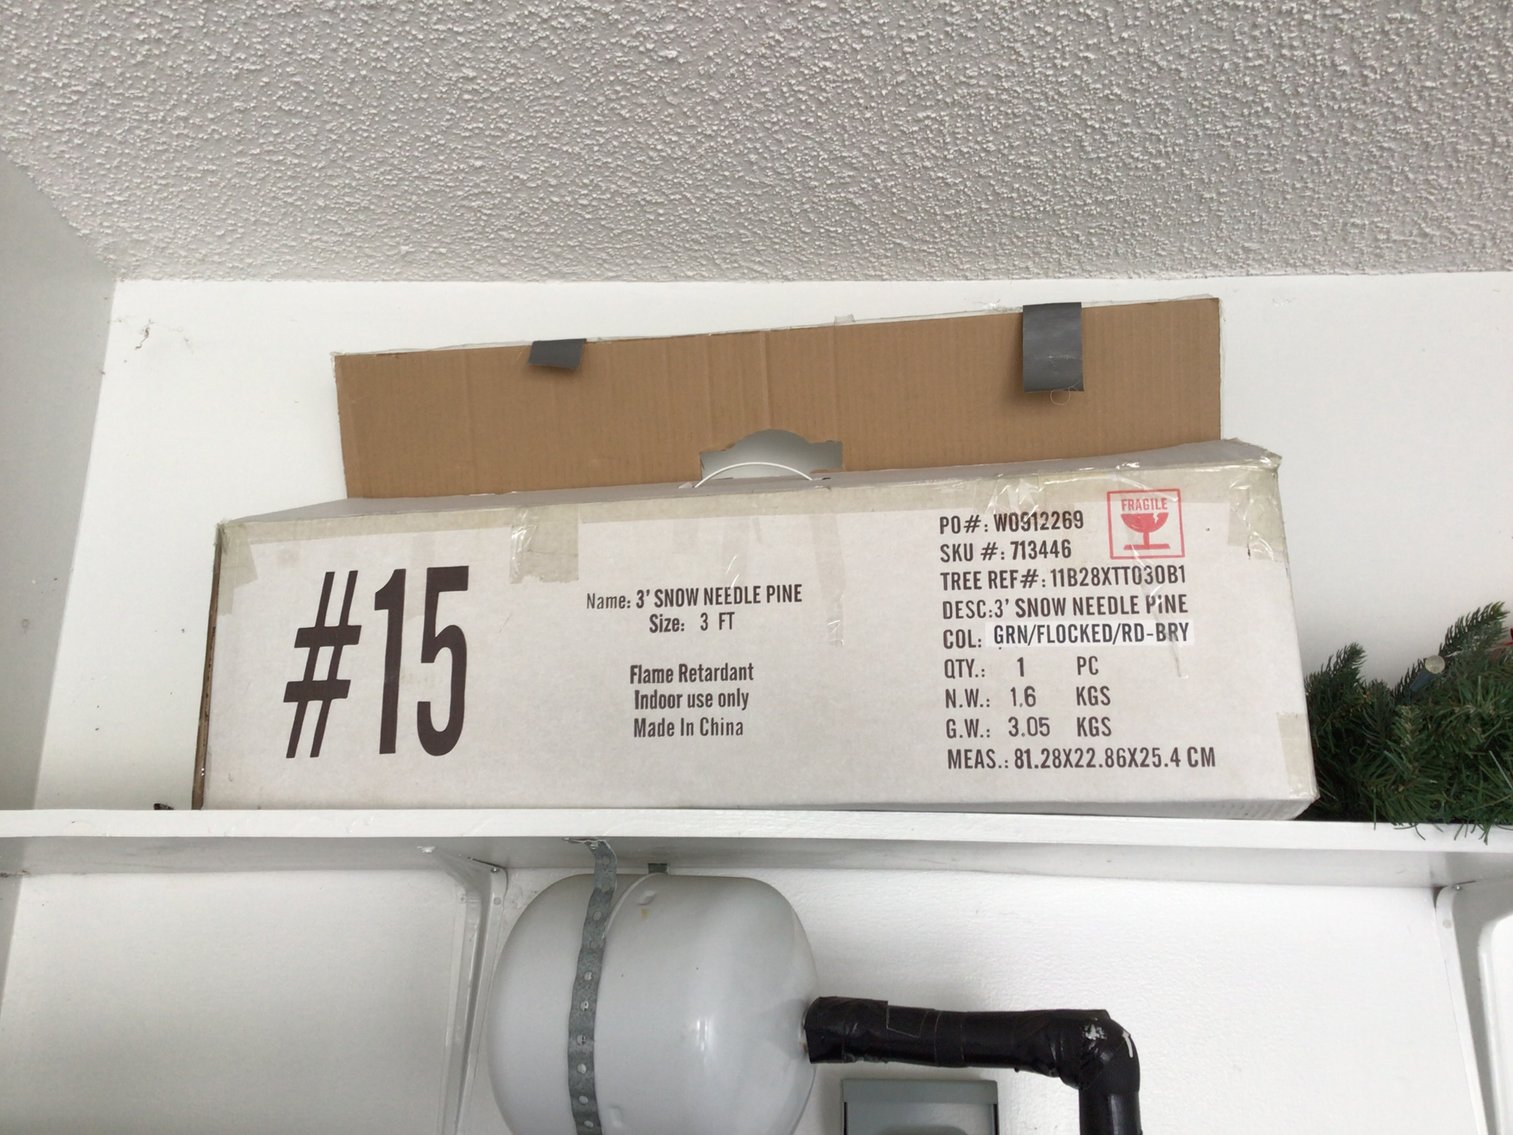 #15
Name: 3' SNOW NEEDLE PINE
Size: 3 FT
Flame Retardant
Indoor use only
Made In China
PO#: W0912269
SKU #: 713446
TREE REF#: 11B28XTT030B1
DESC:3' SNOW NEEDLE PINE
COL: GRN/FLOCKED/RD-BRY
QTY.: 1 PC
N.W.: 1.6 KGS
G.W.: 3.05 KGS
MEAS.: 81.28X22.86X25.4 CM
FRAGILE